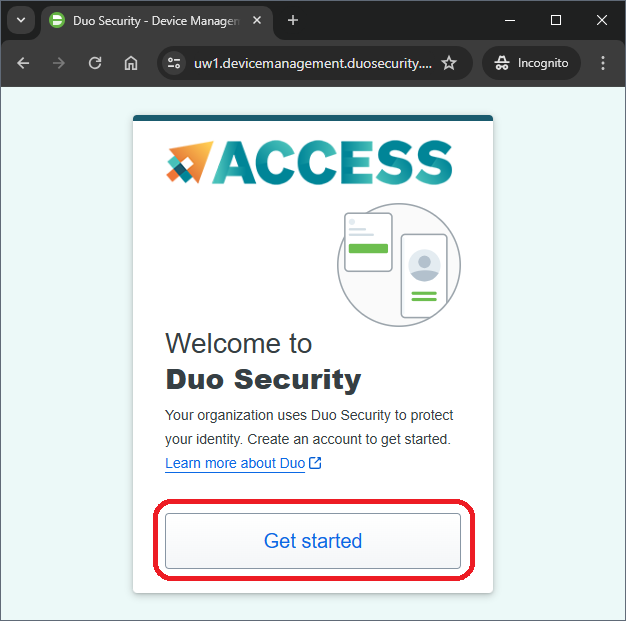 Duo Security - Device Managem
uw1.devicemanagement.duosecurity....
Incognito
ACCESS
Welcome to
Duo Security
Your organization uses Duo Security to protect
your identity. Create an account to get started.
Learn more about Duo
Get started